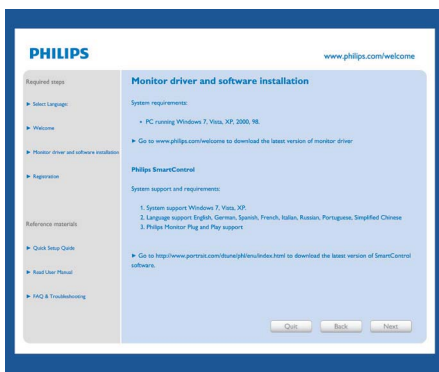 PHILIPS
www.philips.com/welcome
Required steps
Select Language
Welcome
Monitor driver and software installation
Registration
Reference materials
Quick Setup Quide
Read User Manual
FAQ & Troubleshooting
Monitor driver and software installation
System requirements:
• PC running Windows 7, Vista, XP, 2000, 98.
Go to www.philips.com/welcome to download the latest version of monitor driver
Philips SmartControl
System support and requirements:
1. System support Windows 7, Vista, XP.
2. Language support English, German, Spanish, French, Italian, Russian, Portuguese, Simplified Chinese
3. Philips Monitor Plug and Play support
Go to http://www.portrait.com/dtune/phl/enu/index.html to download the latest version of SmartControl
software.
Quit
Back
Next